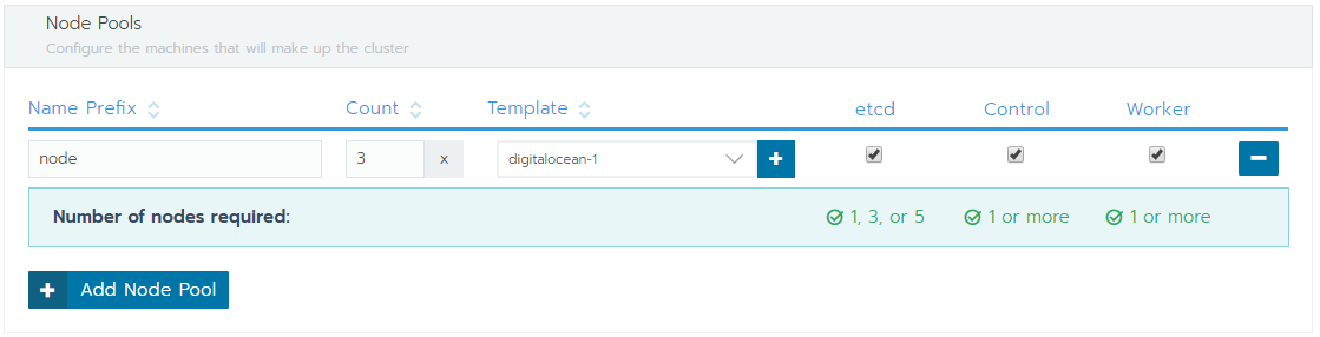 Node Pools
Configure the machines that will make up the cluster
Name Prefix Count Template etcd Control Worker
node 3 x digitalocean-1 +
Number of nodes required: 1, 3, or 5 1 or more 1 or more
+ Add Node Pool